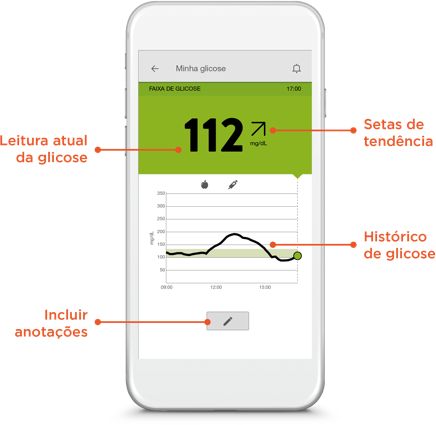 Minha glicose
FAIXA DE GLICOSE 17:00
112
mg/dL
Leitura atual
da glicose
Setas de
tendência
350
300
250
200
150
100
50
mg/dL
09:00 12:00 15:00
Histórico
de glicose
Incluir
anotações